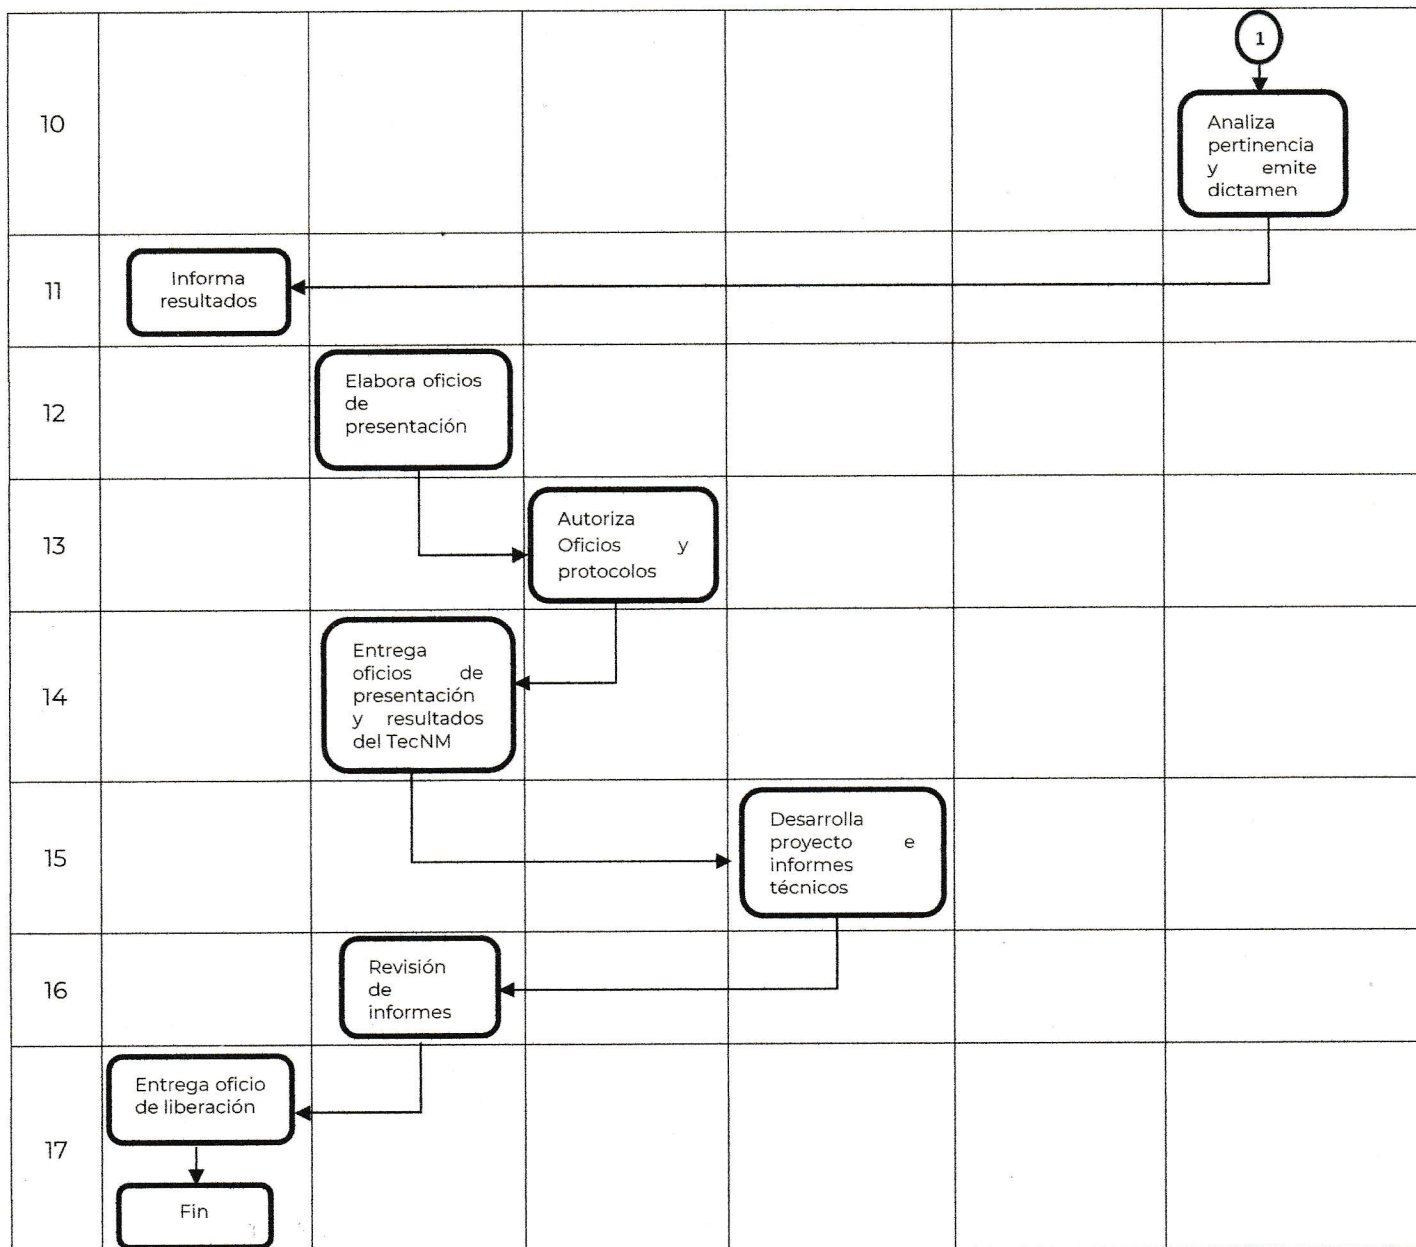 1
10
Analiza
pertinencia
y emite
dictamen
11
Informa
resultados
12
Elabora oficios
de
presentación
13
Autoriza
Oficios y
protocolos
14
Entrega
oficios de
presentación
y resultados
del TecNM
15
Desarrolla
proyecto e
informes
técnicos
16
Revisión
de
informes
17
Entrega oficio
de liberación
Fin